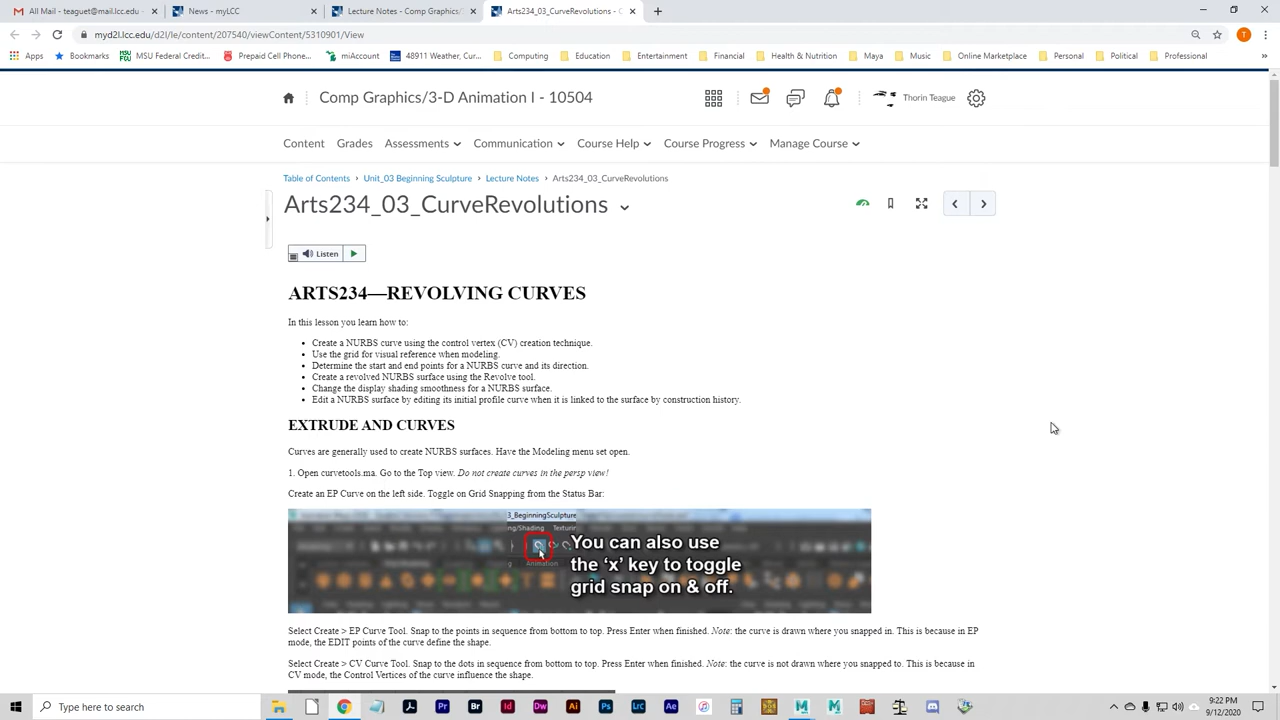 All Mail - teaguet@mail.lcc.edu
News - myLCC
Lecture Notes - Comp Graphics/
Arts234_03_CurveRevolutions - C
myd2l.lcc.edu/d2l/le/content/207540/viewContent/5310901/View
T
Apps
Bookmarks
MSU Federal Credit...
Prepaid Cell Phone...
miAccount
48911 Weather, Cur...
Computing
Education
Entertainment
Financial
Health & Nutrition
Maya
Music
Online Marketplace
Personal
Political
Professional
Comp Graphics/3-D Animation I - 10504
Thorin Teague
Content
Grades
Assessments
Communication
Course Help
Course Progress
Manage Course
Table of Contents › Unit_03 Beginning Sculpture › Lecture Notes › Arts234_03_CurveRevolutions
Arts234_03_CurveRevolutions
Listen
ARTS234—REVOLVING CURVES
In this lesson you learn how to:
• Create a NURBS curve using the control vertex (CV) creation technique.
• Use the grid for visual reference when modeling.
• Determine the start and end points for a NURBS curve and its direction.
• Create a revolved NURBS surface using the Revolve tool.
• Change the display shading smoothness for a NURBS surface.
• Edit a NURBS surface by editing its initial profile curve when it is linked to the surface by construction history.
EXTRUDE AND CURVES
Curves are generally used to create NURBS surfaces. Have the Modeling menu set open.
1. Open curvetools.ma. Go to the Top view. Do not create curves in the persp view!
Create an EP Curve on the left side. Toggle on Grid Snapping from the Status Bar:
3_BeginningSculpture
ng/Shading Texturin
Animation
You can also use
the ‘x’ key to toggle
grid snap on & off.
Select Create > EP Curve Tool. Snap to the points in sequence from bottom to top. Press Enter when finished. Note: the curve is drawn where you snapped in. This is because in EP
mode, the EDIT points of the curve define the shape.
Select Create > CV Curve Tool. Snap to the dots in sequence from bottom to top. Press Enter when finished. Note: the curve is not drawn where you snapped to. This is because in
CV mode, the Control Vertices of the curve influence the shape.
Type here to search
Pr
Br
Id
Dw
Ai
Ps
Lrc
Ae
M
M
9:22 PM
9/12/2020